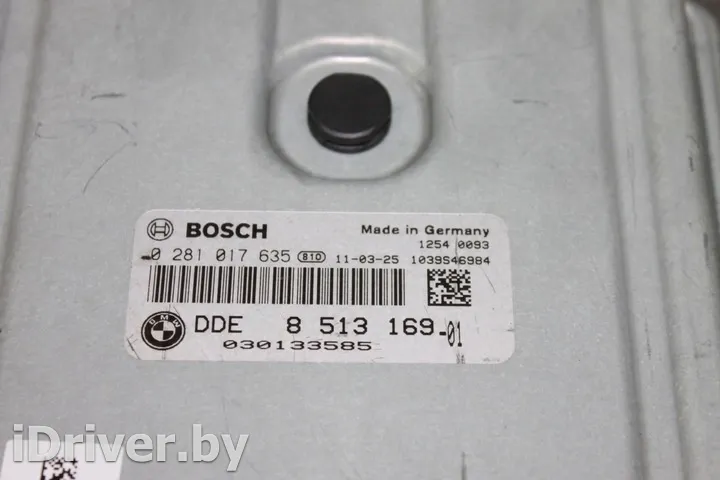 BOSCH Made in Germany
1254 0093
0 281 017 635 810 11-03-25 1039S46984
BMW DDE 8 513 169-01
030133585
iDriver.by